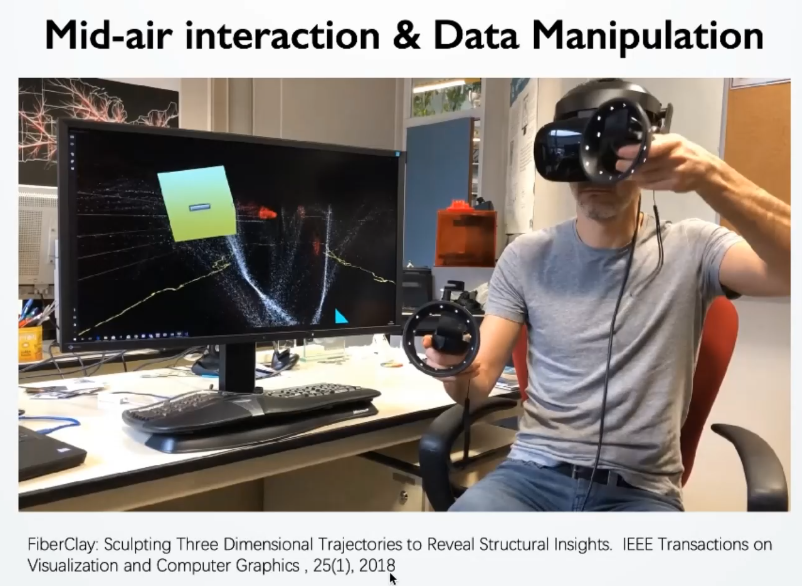 Mid-air interaction & Data Manipulation
FiberClay: Sculpting Three Dimensional Trajectories to Reveal Structural Insights. IEEE Transactions on
Visualization and Computer Graphics , 25(1), 2018